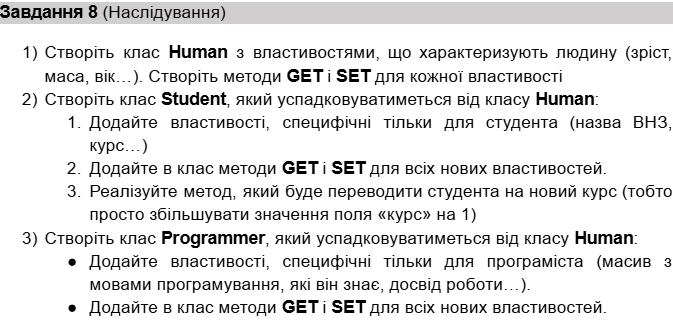 Завдання 8 (Наслідування)
1) Створіть клас Human з властивостями, що характеризують людину (зріст,
маса, вік…). Створіть методи GET і SET для кожної властивості
2) Створіть клас Student, який успадковуватиметься від класу Human:
1. Додайте властивості, специфічні тільки для студента (назва ВНЗ,
курс…)
2. Додайте в клас методи GET і SET для всіх нових властивостей.
3. Реалізуйте метод, який буде переводити студента на новий курс (тобто
просто збільшувати значення поля «курс» на 1)
3) Створіть клас Programmer, який успадковуватиметься від класу Human:
● Додайте властивості, специфічні тільки для програміста (масив з
мовами програмування, які він знає, досвід роботи…).
● Додайте в клас методи GET і SET для всіх нових властивостей.